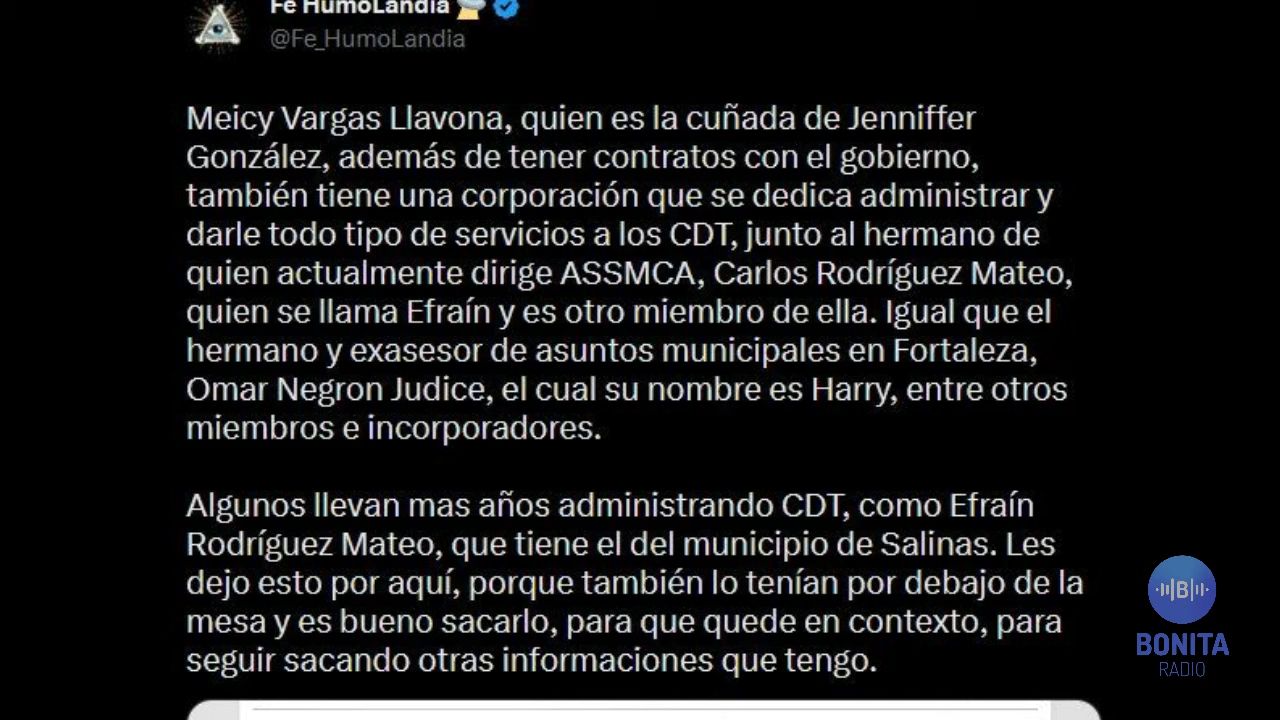 Fe HumoLandia
@Fe_HumoLandia
Meicy Vargas Llavona, quien es la cuñada de Jenniffer
González, además de tener contratos con el gobierno,
también tiene una corporación que se dedica administrar y
darle todo tipo de servicios a los CDT, junto al hermano de
quien actualmente dirige ASSMCA, Carlos Rodríguez Mateo,
quien se llama Efraín y es otro miembro de ella. Igual que el
hermano y exasesor de asuntos municipales en Fortaleza,
Omar Negron Judice, el cual su nombre es Harry, entre otros
miembros e incorporadores.
Algunos llevan mas años administrando CDT, como Efraín
Rodríguez Mateo, que tiene el del municipio de Salinas. Les
dejo esto por aquí, porque también lo tenían por debajo de la
mesa y es bueno sacarlo, para que quede en contexto, para
seguir sacando otras informaciones que tengo.
B
BONITA
RADIO